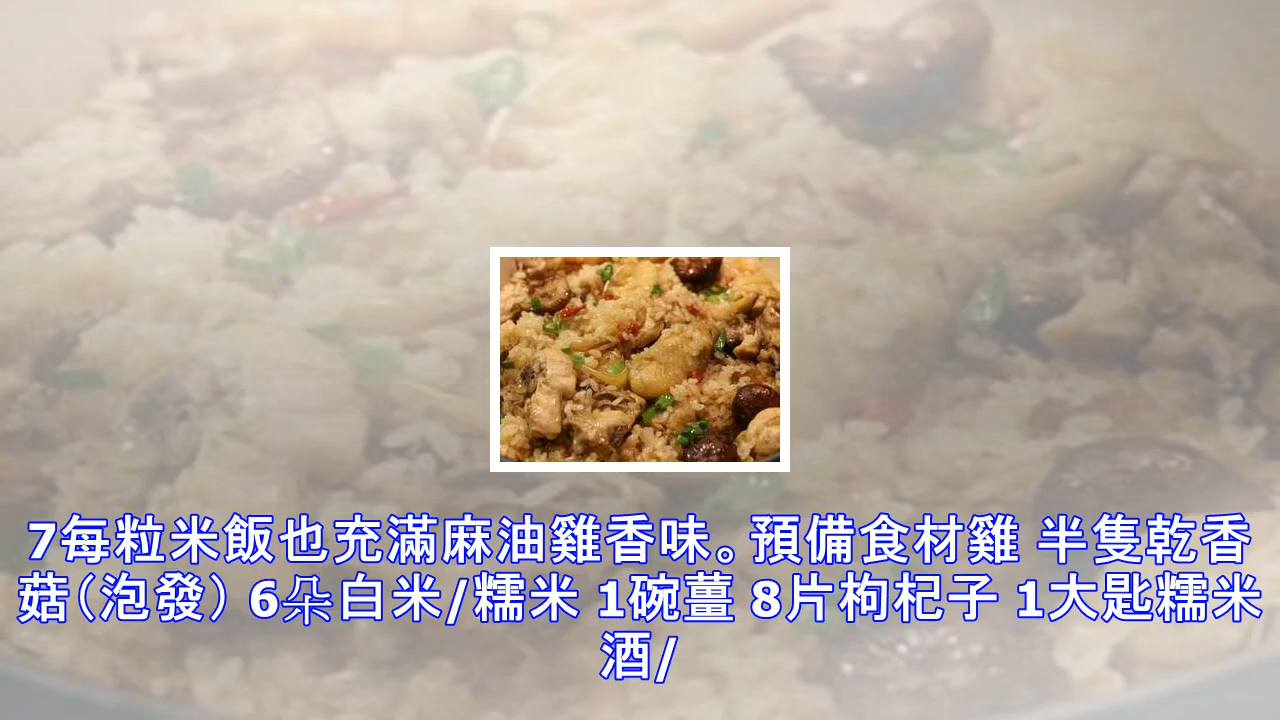 7每粒米飯也充滿麻油雞香味。預備食材雞 半隻乾香
菇（泡發） 6朵白米/糯米 1碗薑 8片枸杞子 1大匙糯米
酒/